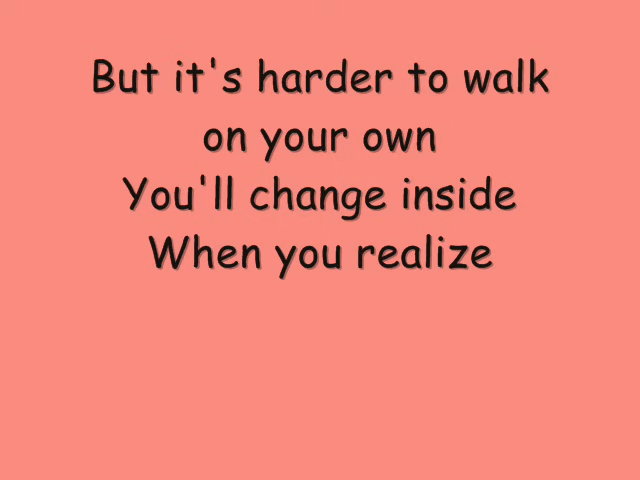 But it's harder to walk
on your own
You'll change inside
When you realize